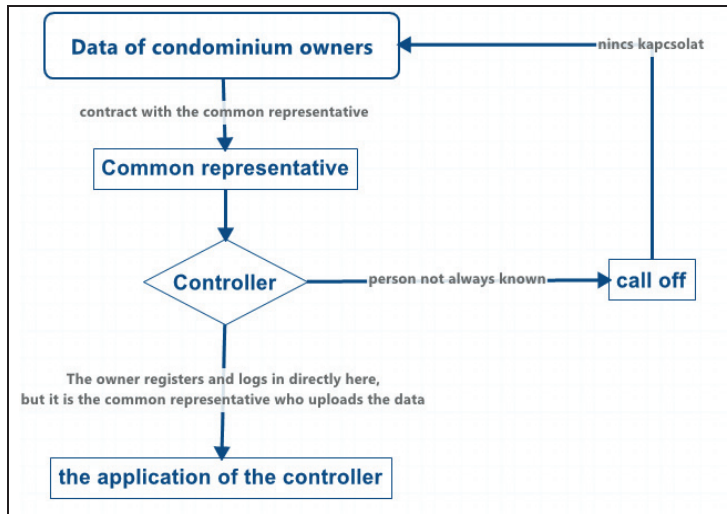 Data of condominium owners
nincs kapcsolat
contract with the common representative
Common representative
Controller
person not always known
call off
The owner registers and logs in directly here,
but it is the common representative who uploads the data
the application of the controller